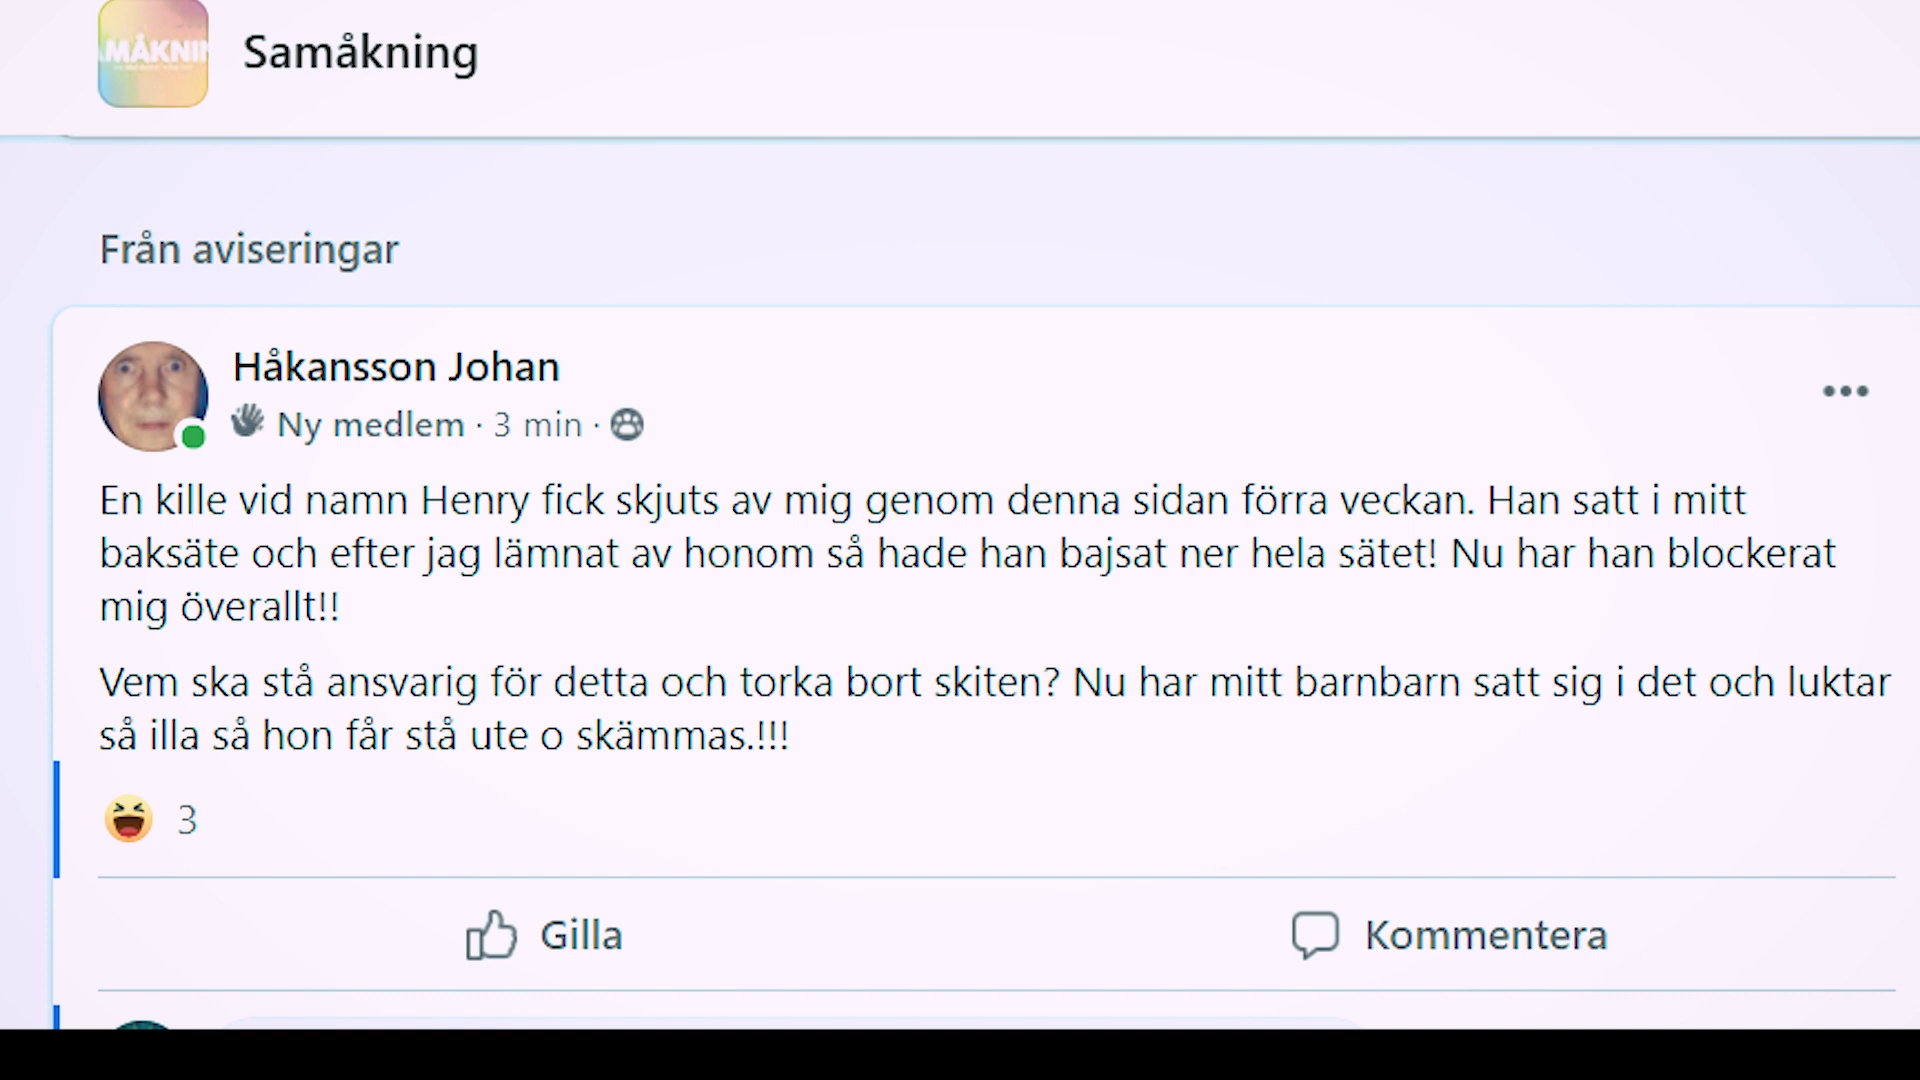 MÅKNIN
Samåkning
Från aviseringar
Håkansson Johan
Ny medlem · 3 min ·
En kille vid namn Henry fick skjuts av mig genom denna sidan förra veckan. Han satt i mitt
baksäte och efter jag lämnat av honom så hade han bajsat ner hela sätet! Nu har han blockerat
mig överallt!!
Vem ska stå ansvarig för detta och torka bort skiten? Nu har mitt barnbarn satt sig i det och luktar
så illa så hon får stå ute o skämmas.!!!
3
Gilla
Kommentera